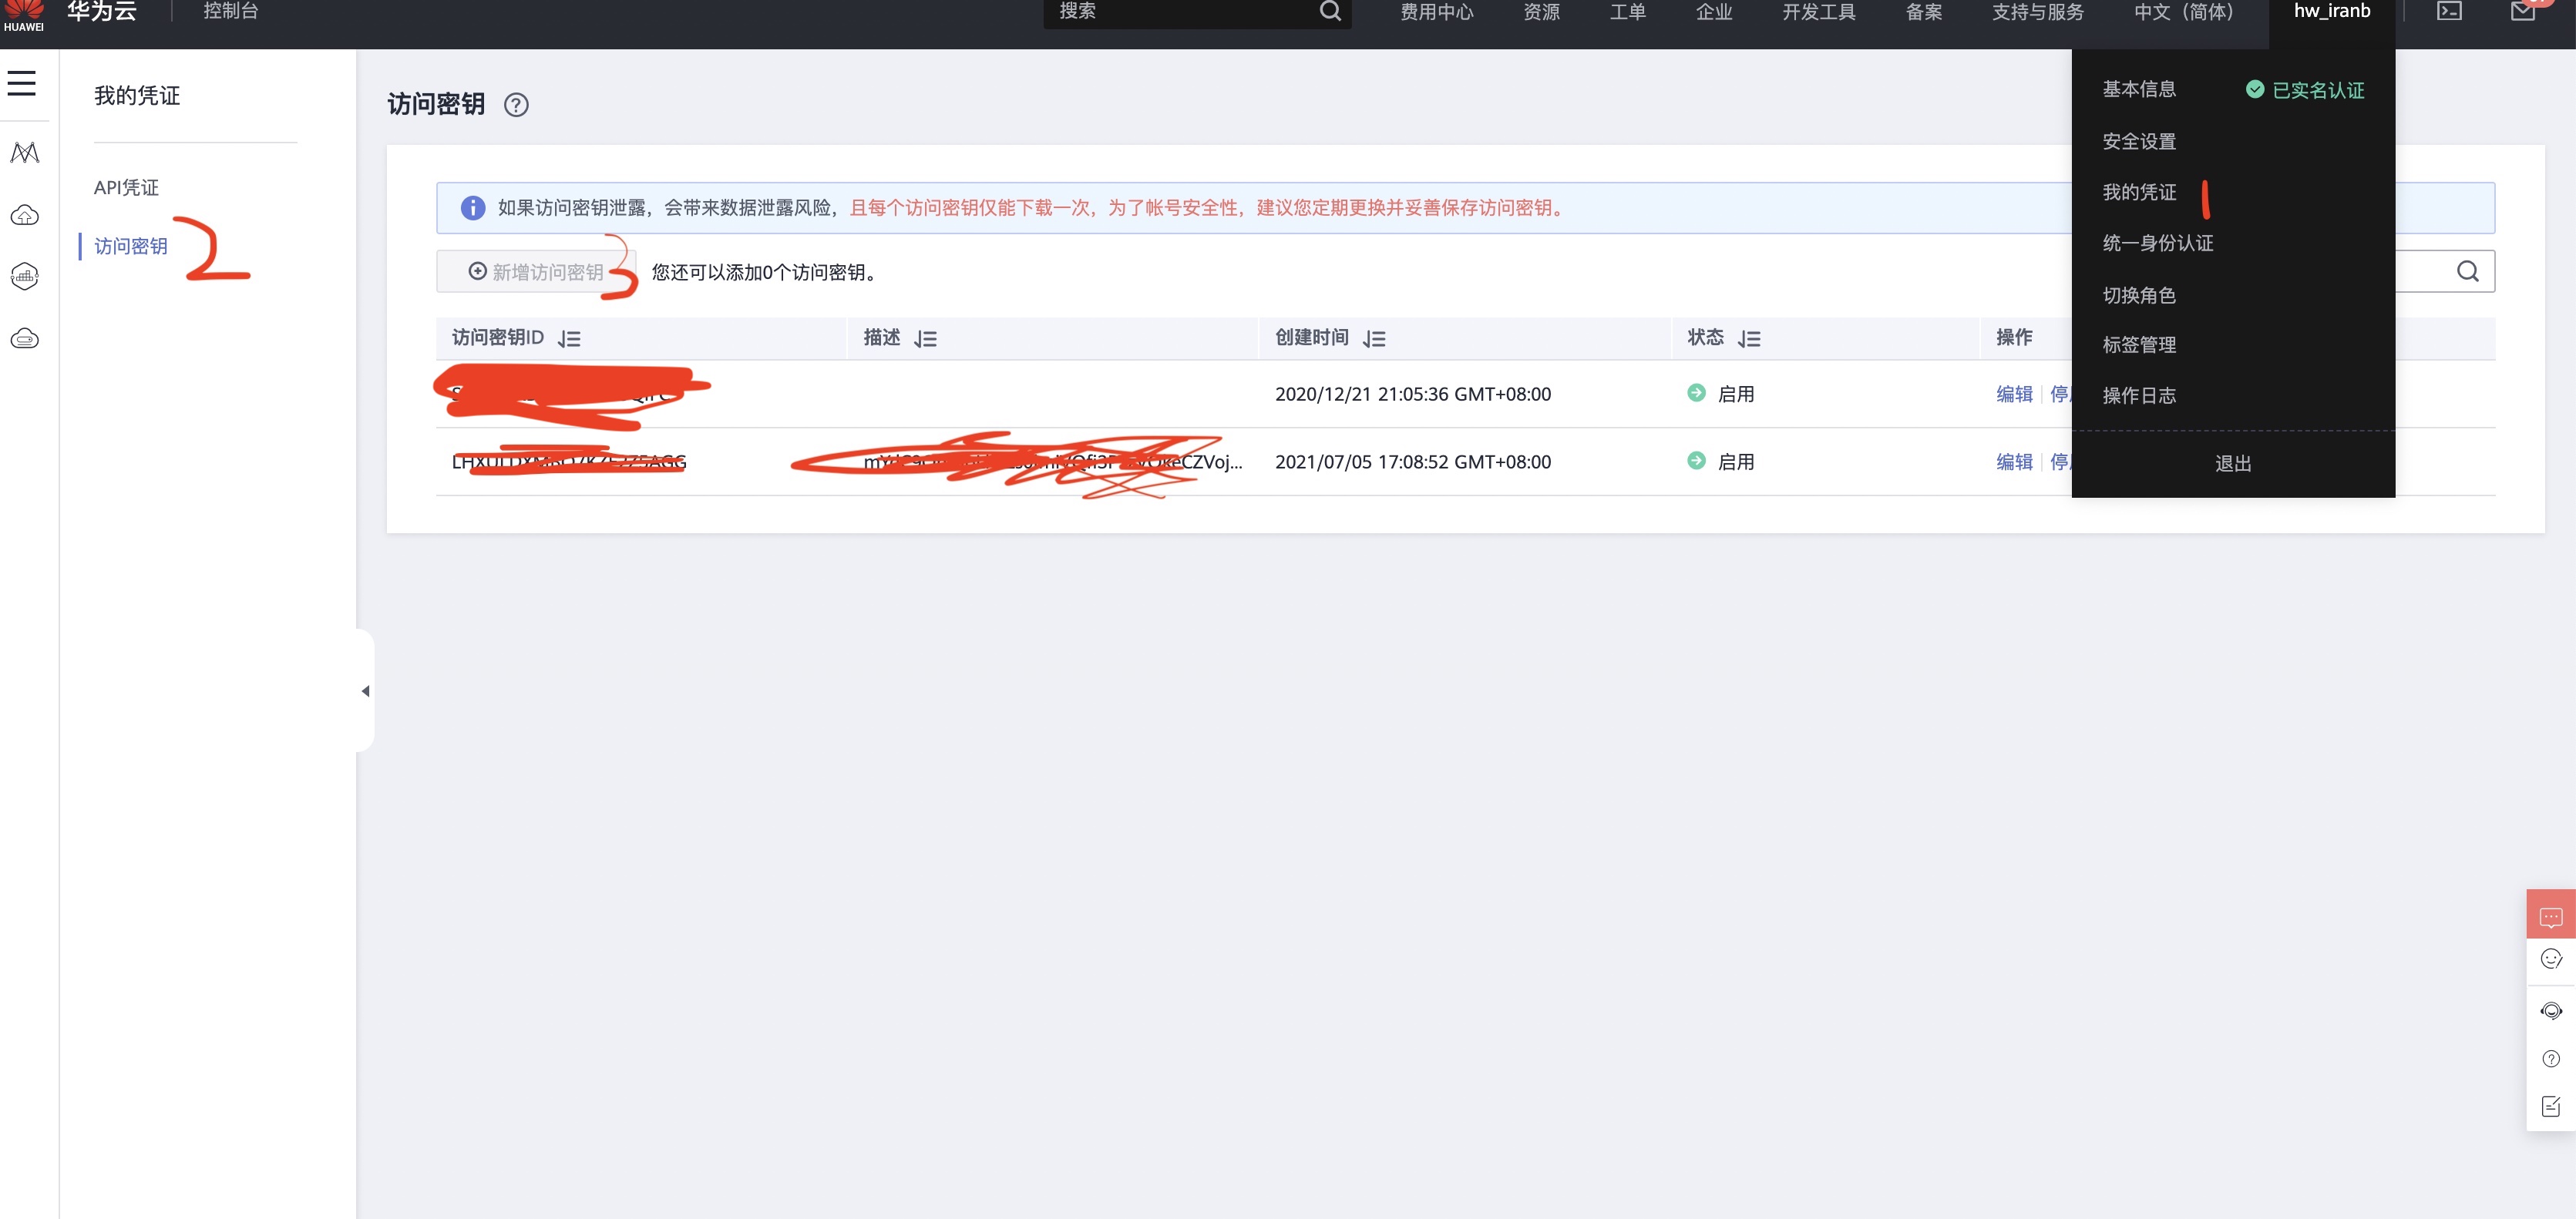 HUAWEI 华为云 控制台 搜索 费用中心 资源 工单 企业 开发工具 备案 支持与服务 中文（简体） hw_iranb
我的凭证
API凭证
访问密钥 2
访问密钥
如果访问密钥泄露，会带来数据泄露风险，且每个访问密钥仅能下载一次，为了帐号安全性，建议您定期更换并妥善保存访问密钥。
新增访问密钥 3 您还可以添加0个访问密钥。
访问密钥ID 描述 创建时间 状态 操作
2020/12/21 21:05:36 GMT+08:00 启用 编辑
2021/07/05 17:08:52 GMT+08:00 启用 编辑
基本信息 已实名认证
安全设置
我的凭证 1
统一身份认证
切换角色
标签管理
操作日志
退出